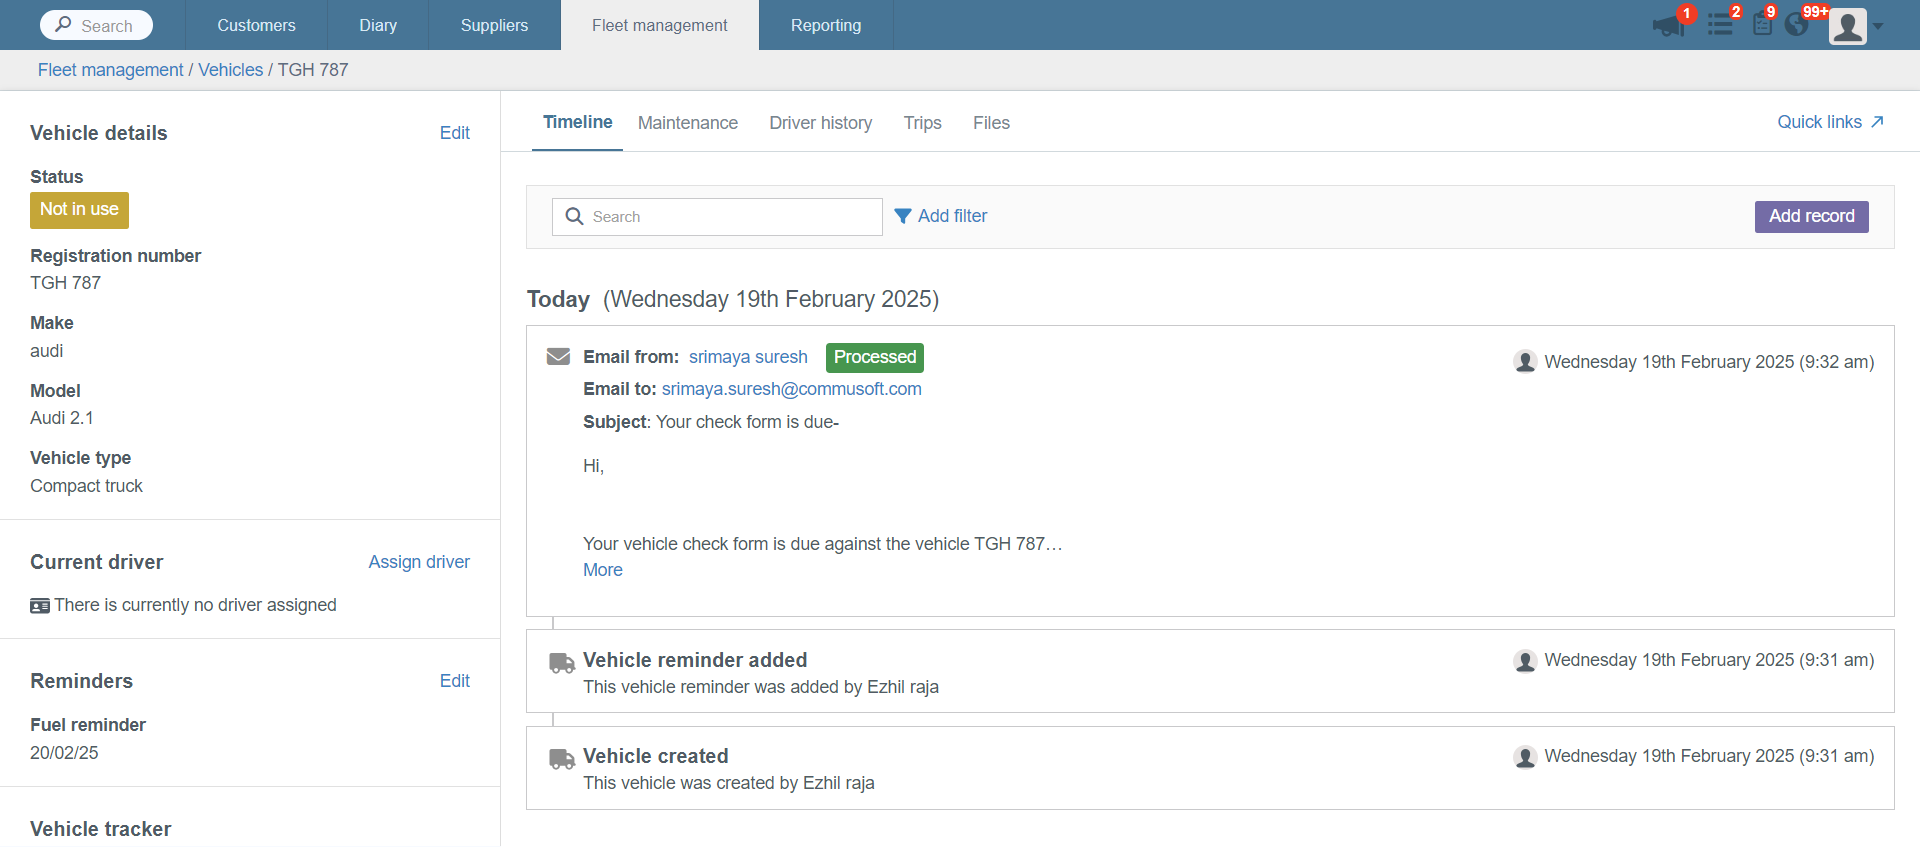 Search
Customers
Diary
Suppliers
Fleet management
Reporting
1
2
9
99+
Fleet management / Vehicles / TGH 787
Vehicle details
Edit
Status
Not in use
Registration number
TGH 787
Make
audi
Model
Audi 2.1
Vehicle type
Compact truck
Current driver
Assign driver
There is currently no driver assigned
Reminders
Edit
Fuel reminder
20/02/25
Vehicle tracker
Timeline
Maintenance
Driver history
Trips
Files
Quick links
Search
Add filter
Add record
Today (Wednesday 19th February 2025)
Email from: srimaya suresh Processed
Wednesday 19th February 2025 (9:32 am)
Email to: srimaya.suresh@commusoft.com
Subject: Your check form is due-
Hi,
Your vehicle check form is due against the vehicle TGH 787…
More
Vehicle reminder added
Wednesday 19th February 2025 (9:31 am)
This vehicle reminder was added by Ezhil raja
Vehicle created
Wednesday 19th February 2025 (9:31 am)
This vehicle was created by Ezhil raja